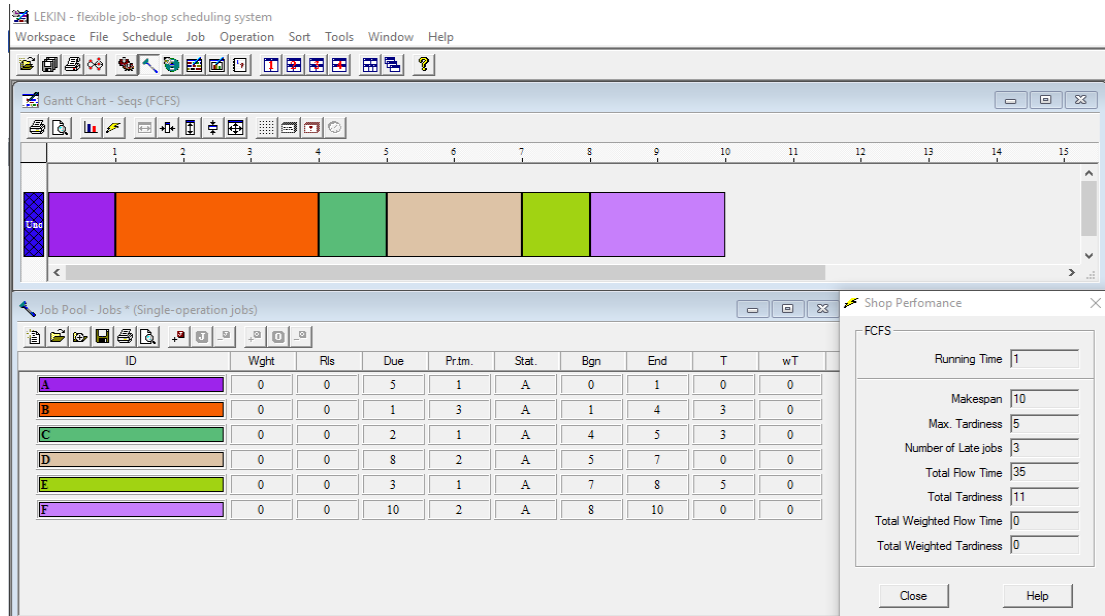 LEKIN - flexible job-shop scheduling system
Workspace File Schedule Job Operation Sort Tools Window Help
Gantt Chart - Seqs (FCFS)
1 2 3 4 5 6 7 8 9 10 11 12 13 14 15
Uno
Job Pool - Jobs * (Single-operation jobs)
ID Wght Rls Due Pr.tm. Stat. Bgn End T wT
A 0 0 5 1 A 0 1 0 0
B 0 0 1 3 A 1 4 3 0
C 0 0 2 1 A 4 5 3 0
D 0 0 8 2 A 5 7 0 0
E 0 0 3 1 A 7 8 5 0
F 0 0 10 2 A 8 10 0 0
Shop Perfomance
FCFS
Running Time 1
Makespan 10
Max. Tardiness 5
Number of Late jobs 3
Total Flow Time 35
Total Tardiness 11
Total Weighted Flow Time 0
Total Weighted Tardiness 0
Close Help